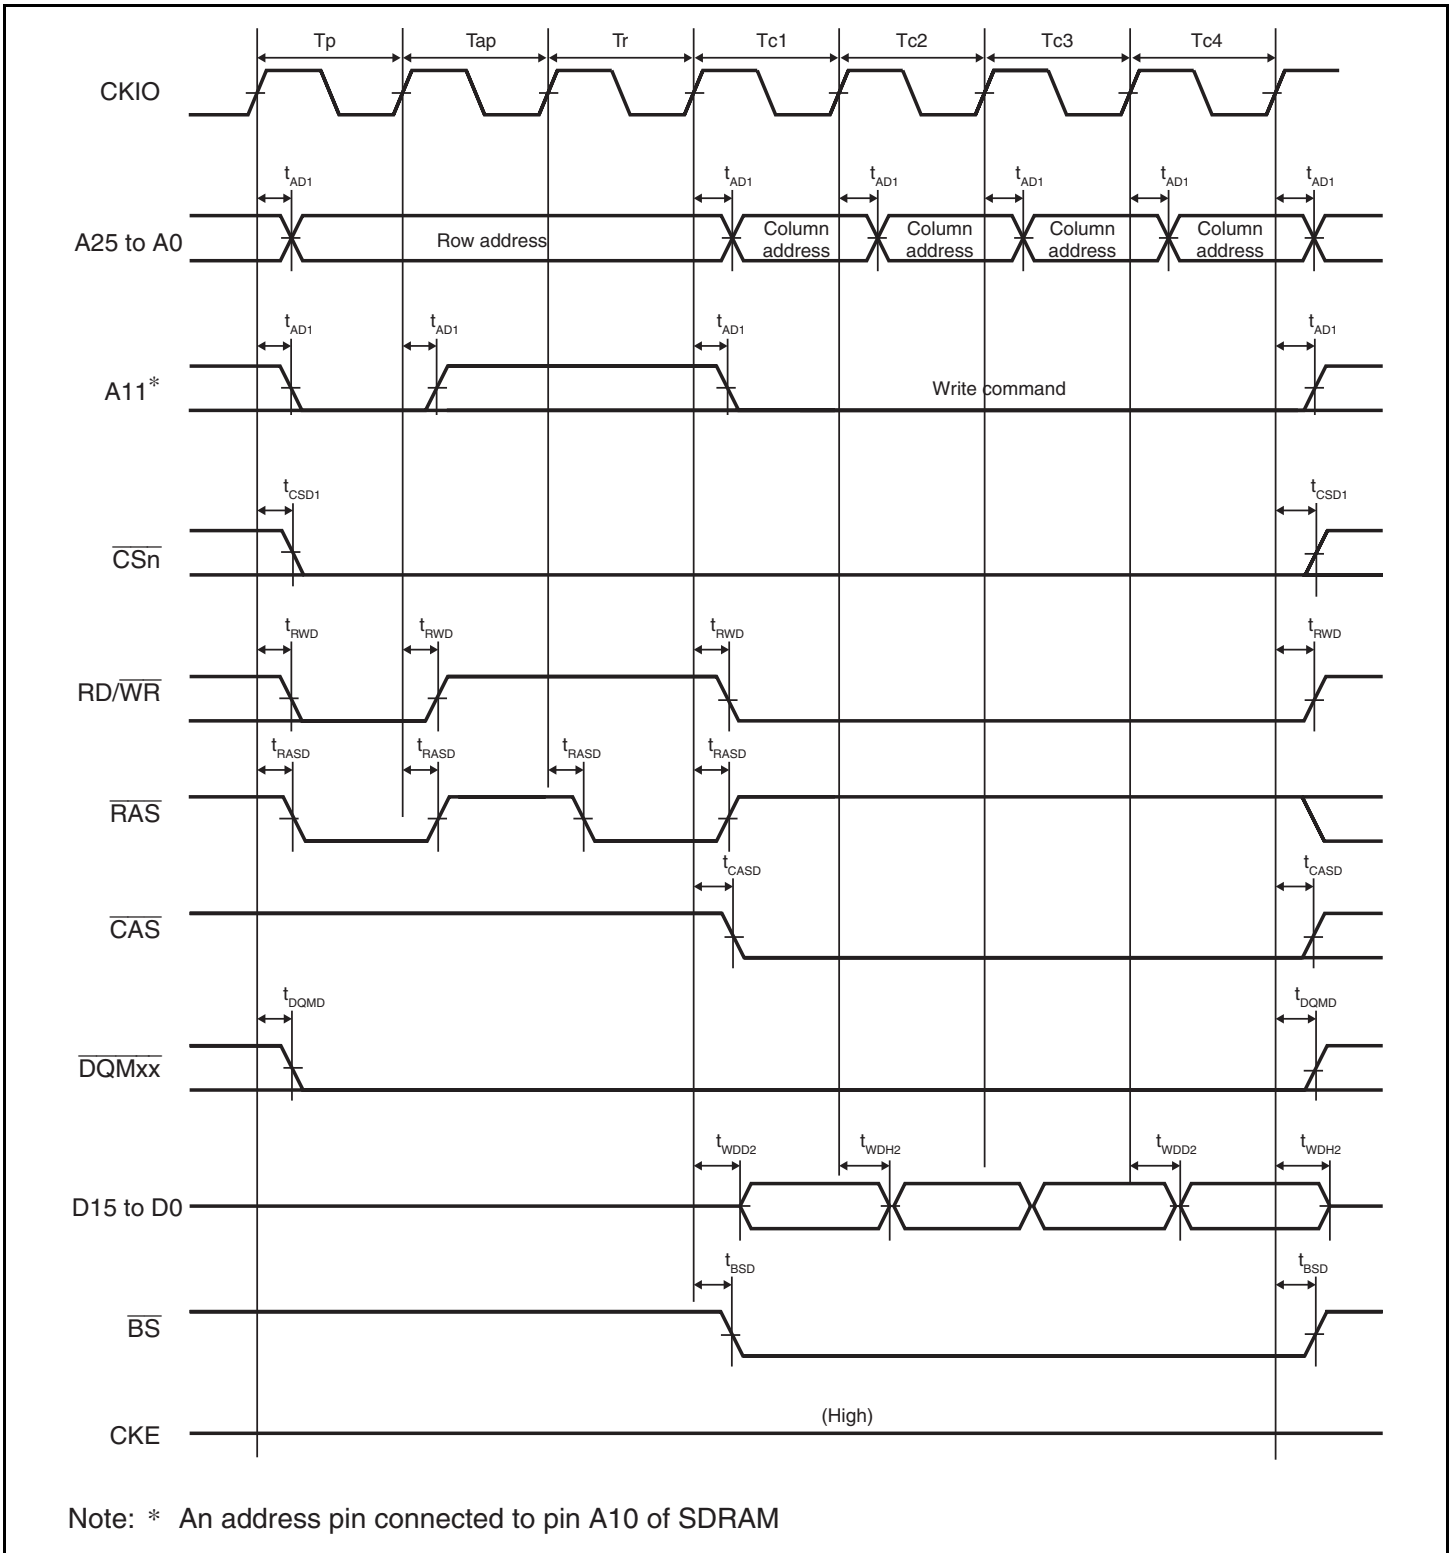 Tp Tap Tr Tc1 Tc2 Tc3 Tc4
CKIO
tAD1 tAD1 tAD1 tAD1 tAD1 tAD1
A25 to A0 Row address Column address Column address Column address Column address
tAD1 tAD1 tAD1 tAD1
A11* Write command
tCSD1 tCSD1
CSn
tRWD tRWD tRWD tRWD
RD/WR
tRASD tRASD tRASD tRASD
RAS
tCASD tCASD
CAS
tDQMD tDQMD
DQMxx
tWDD2 tWDH2 tWDD2 tWDH2
D15 to D0
tBSD tBSD
BS
(High)
CKE
Note: * An address pin connected to pin A10 of SDRAM